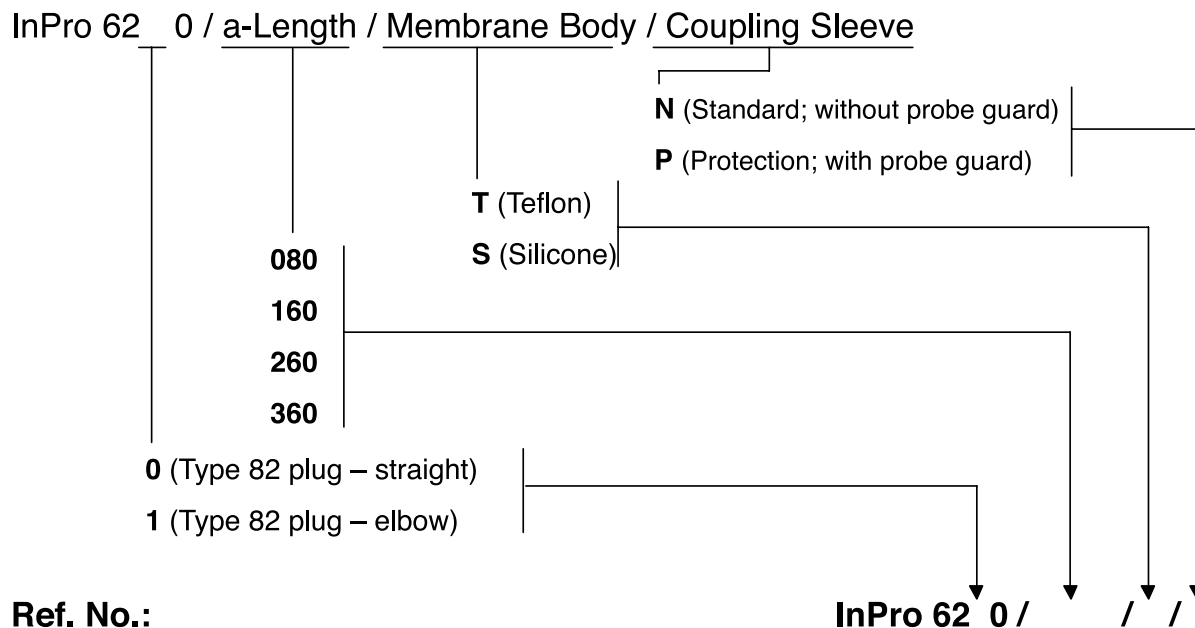 InPro 62_ 0 / a-Length / Membrane Body / Coupling Sleeve
N (Standard; without probe guard)
P (Protection; with probe guard)
T (Teflon)
S (Silicone)
080
160
260
360
0 (Type 82 plug – straight)
1 (Type 82 plug – elbow)
Ref. No.: InPro 62 0 / / /